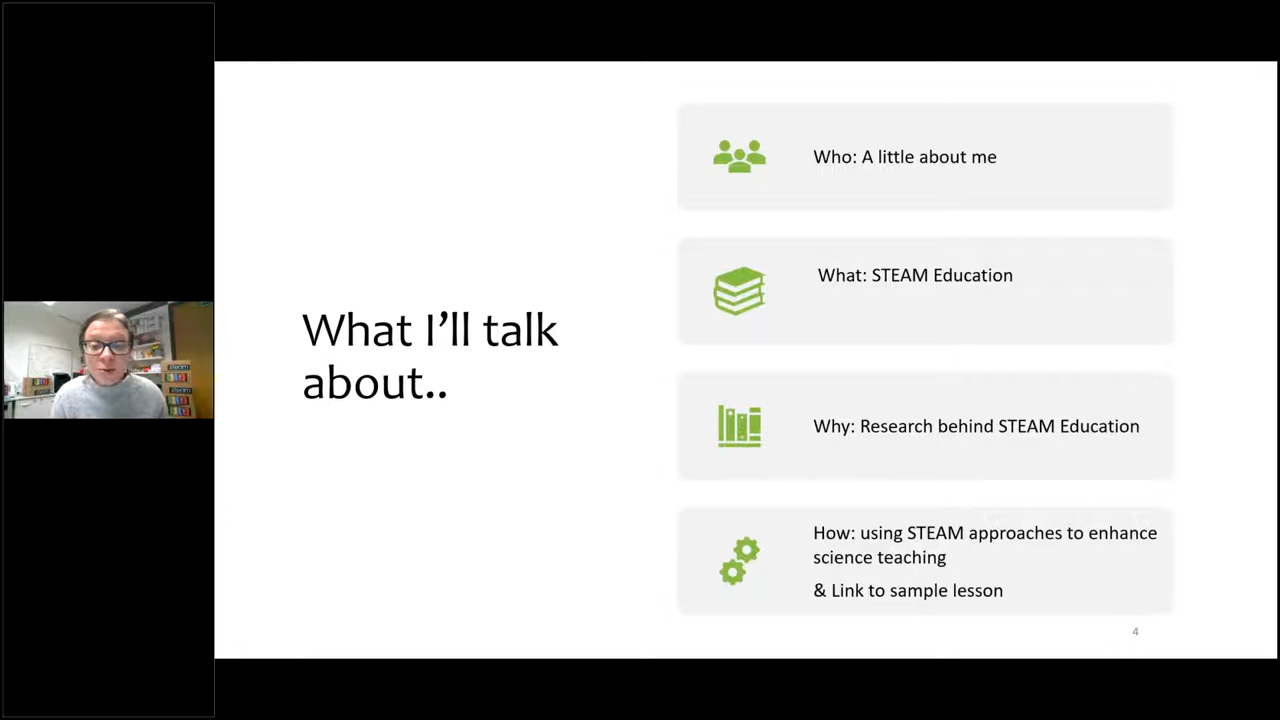 What I'll talk
about..
Who: A little about me
What: STEAM Education
Why: Research behind STEAM Education
How: using STEAM approaches to enhance
science teaching
& Link to sample lesson
4
steam